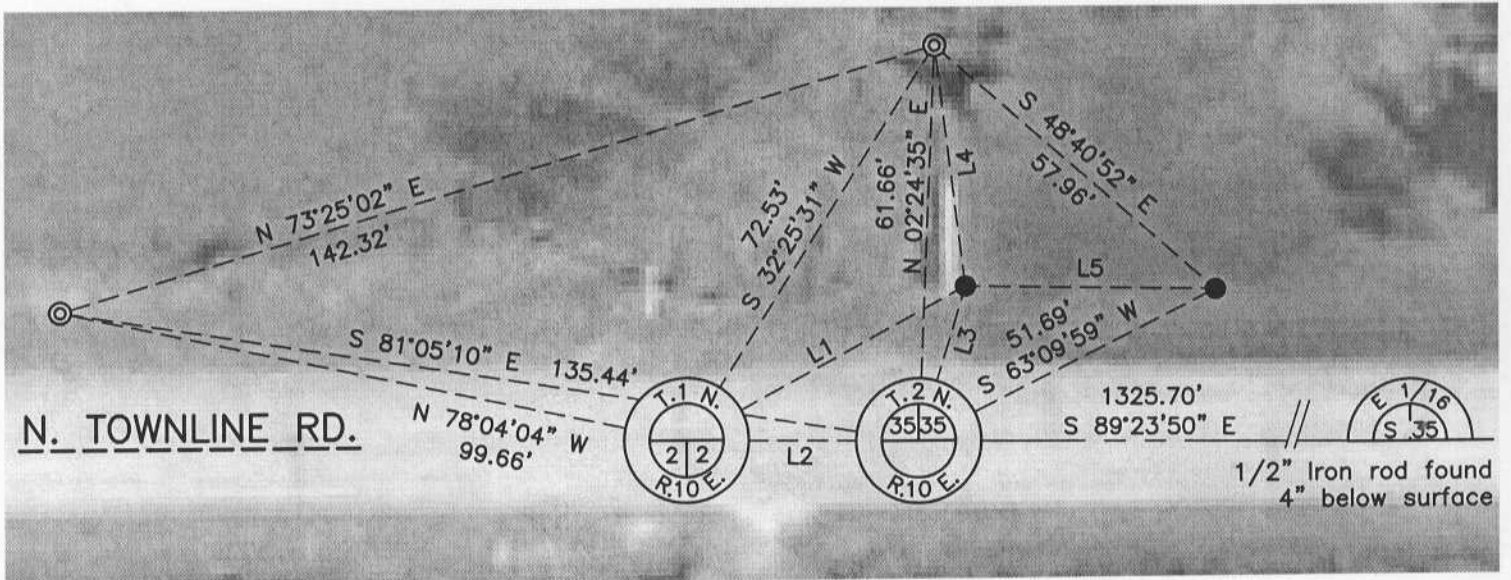 N 73°25'02" E
142.32'
S 81°05'10" E 135.44'
N 78°04'04" W
99.66'
N. TOWNLINE RD.
72.53'
S 32°25'31" W
61.66'
N 02°24'35" E
L4
S 48°40'52" E
57.96'
L5
L1
L3
51.69'
S 63°09'59" W
T.1 N.
2 2
R.10 E.
L2
T.2 N.
35 35
R.10 E.
1325.70'
S 89°23'50" E
E 1/16
S 35
1/2" Iron rod found
4" below surface